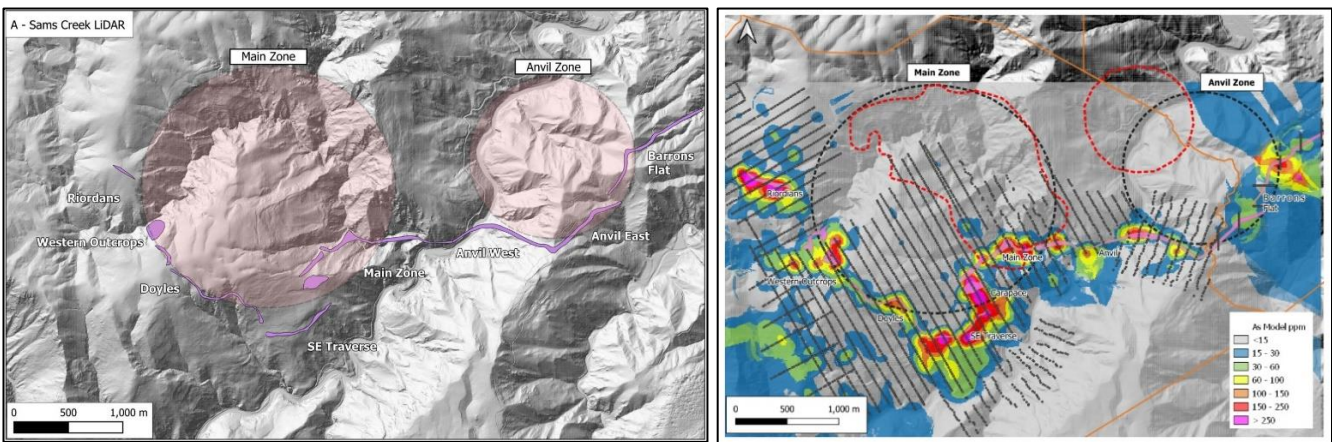 A - Sams Creek LiDAR
Main Zone
Anvil Zone
Barrons
Flat
Riordans
Western Outcrops
Anvil East
Anvil West
Main Zone
Doyles
SE Traverse
0 500 1,000 m
Main Zone
Anvil Zone
Riordans
Barrons
Flat
Western Outcrops
Main Zone
Anvil
Carapace
Doyles
SE Traverse
As Model ppm
<15
15 - 30
30 - 60
60 - 100
100 - 150
150 - 250
> 250
0 500 1,000 m